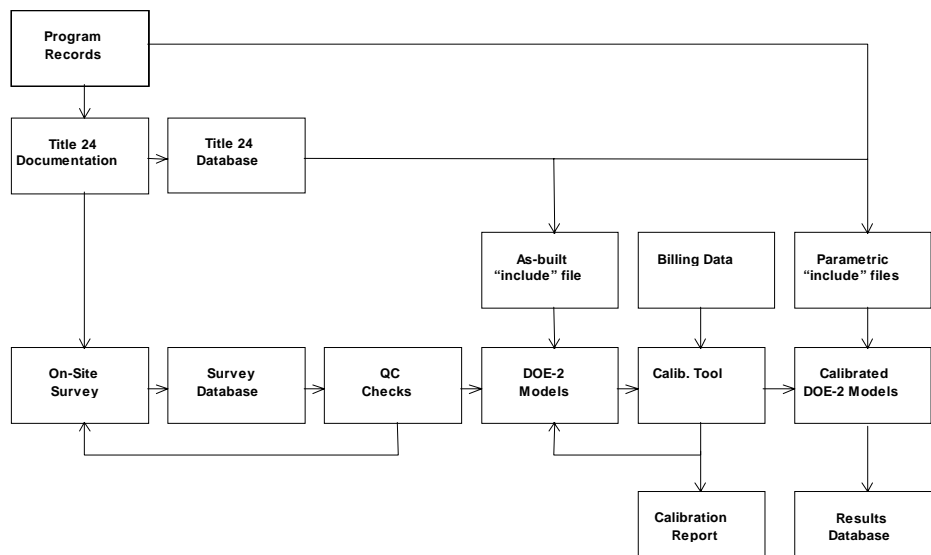 Program
Records
Title 24
Documentation
Title 24
Database
As-built
“include” file
Billing Data
Parametric
“include” files
On-Site
Survey
Survey
Database
QC
Checks
DOE-2
Models
Calib. Tool
Calibrated
DOE-2 Models
Calibration
Report
Results
Database